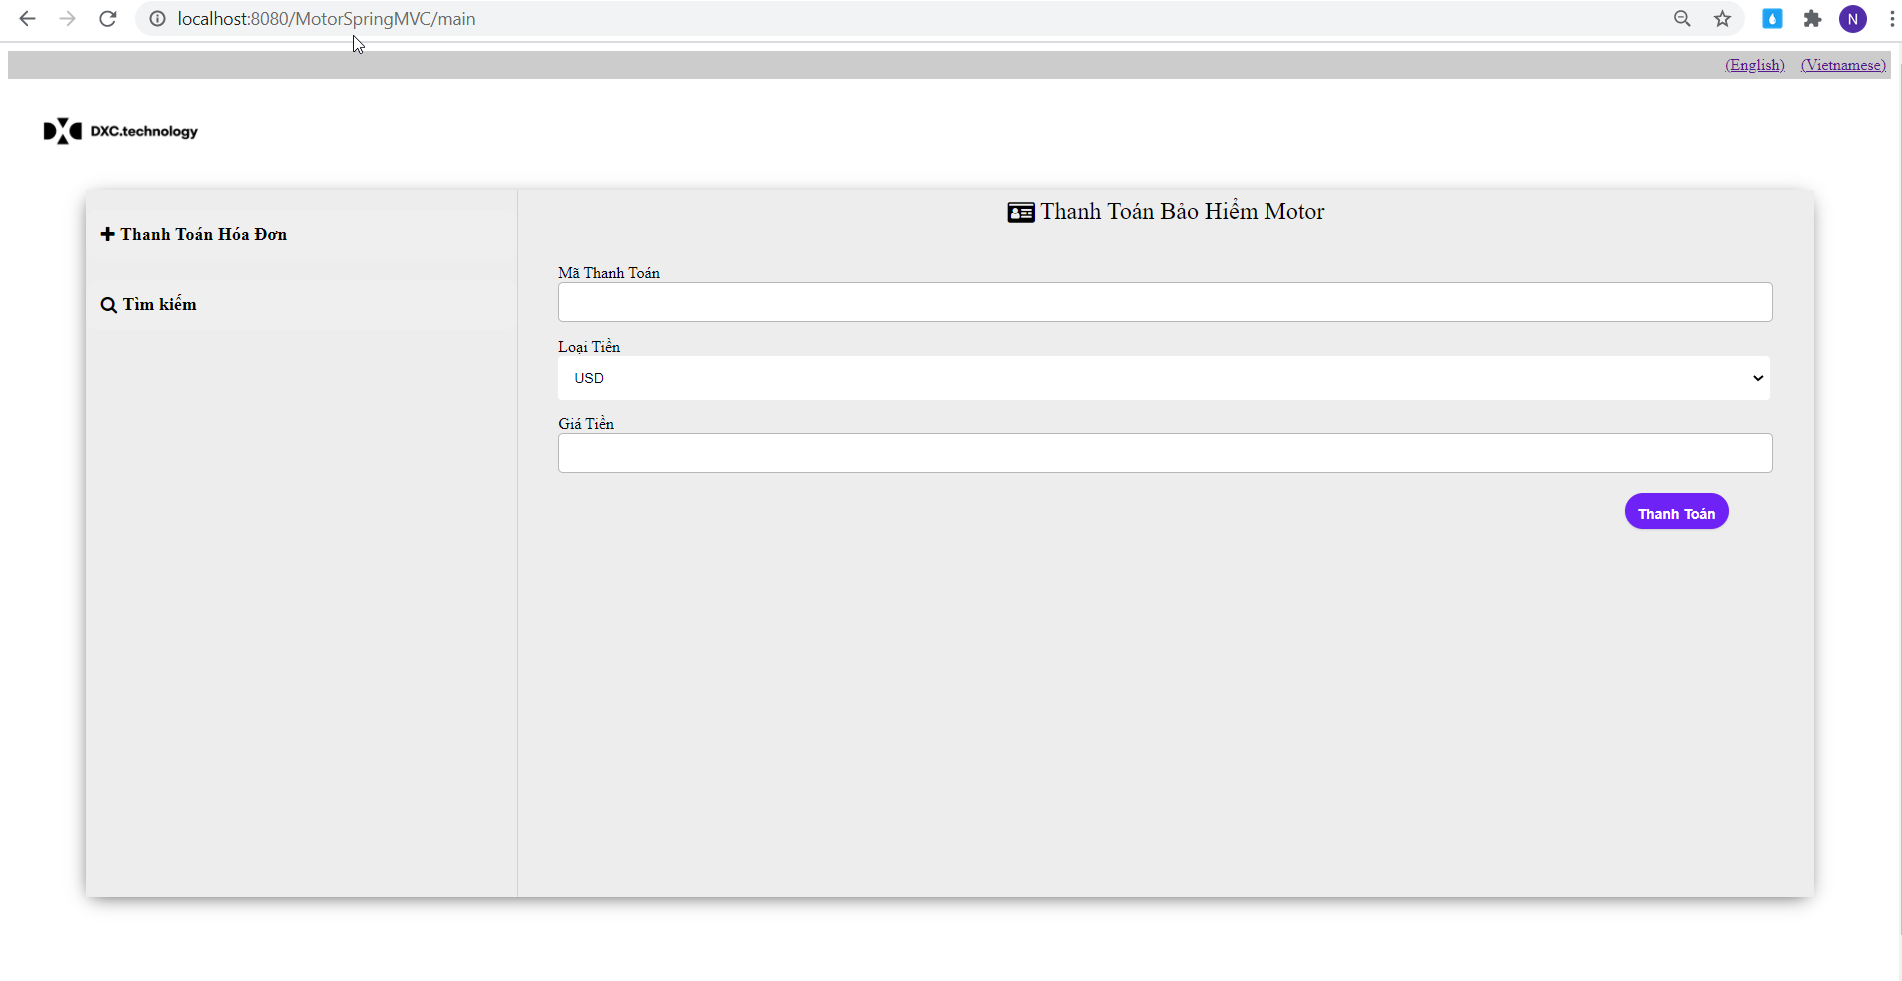 localhost:8080/MotorSpringMVC/main
N
(English) (Vietnamese)
DXC.technology
Thanh Toán Hóa Đơn
Tìm kiếm
Thanh Toán Bảo Hiểm Motor
Mã Thanh Toán
Loại Tiền
USD
Giá Tiền
Thanh Toán